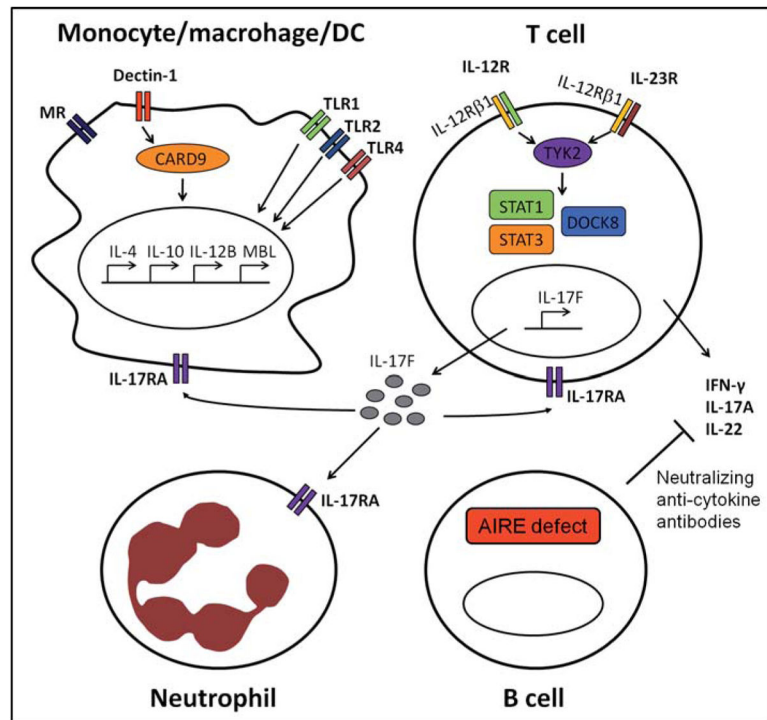 Monocyte/macrohage/DC
Dectin-1
MR
CARD9
TLR1
TLR2
TLR4
IL-4 IL-10 IL-12B MBL
IL-17RA
T cell
IL-12R
IL-12Rβ1
IL-12Rβ1
IL-23R
TYK2
STAT1
STAT3
DOCK8
IL-17F
IL-17RA
IL-17F
IFN-γ
IL-17A
IL-22
Neutralizing
anti-cytokine
antibodies
IL-17RA
Neutrophil
AIRE defect
B cell